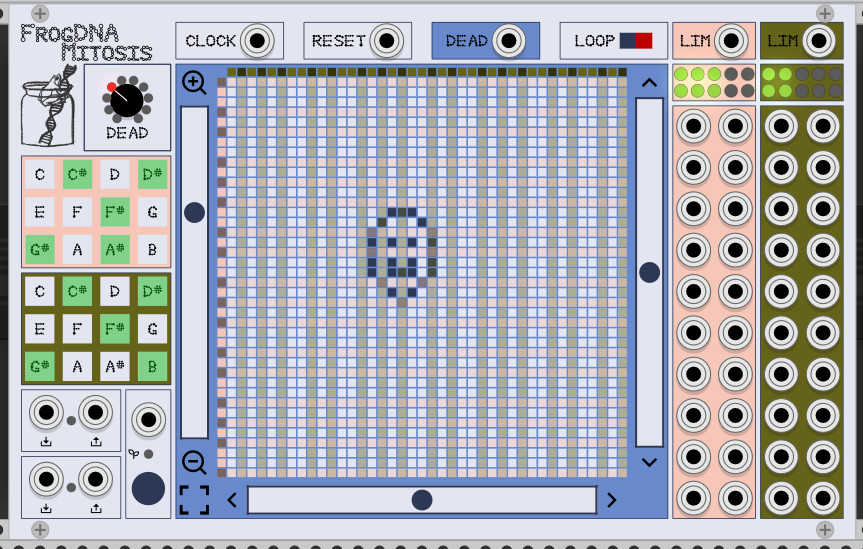 FrogDNA
Mitosis
CLOCK
RESET
DEAD
LOOP
LIM
LIM
DEAD
C C# D D#
E F F# G
G# A A# B
C C# D D#
E F F# G
G# A A# B